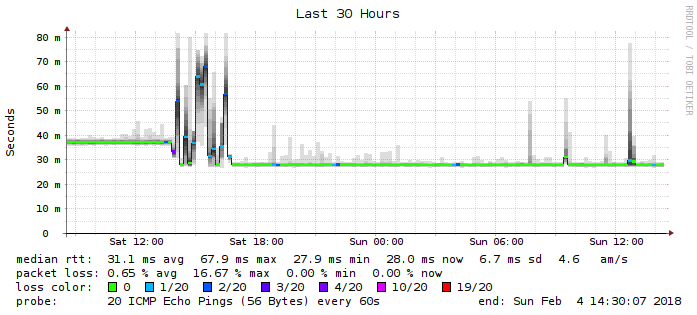 Last 30 Hours
RRDTOOL / TOBI OETIKER
Seconds
80 m
70 m
60 m
50 m
40 m
30 m
20 m
10 m
0
Sat 12:00 Sat 18:00 Sun 00:00 Sun 06:00 Sun 12:00
median rtt: 31.1 ms avg 67.9 ms max 27.9 ms min 28.0 ms now 6.7 ms sd 4.6 am/s
packet loss: 0.65 % avg 16.67 % max 0.00 % min 0.00 % now
loss color: 0 1/20 2/20 3/20 4/20 10/20 19/20
probe: 20 ICMP Echo Pings (56 Bytes) every 60s end: Sun Feb 4 14:30:07 2018